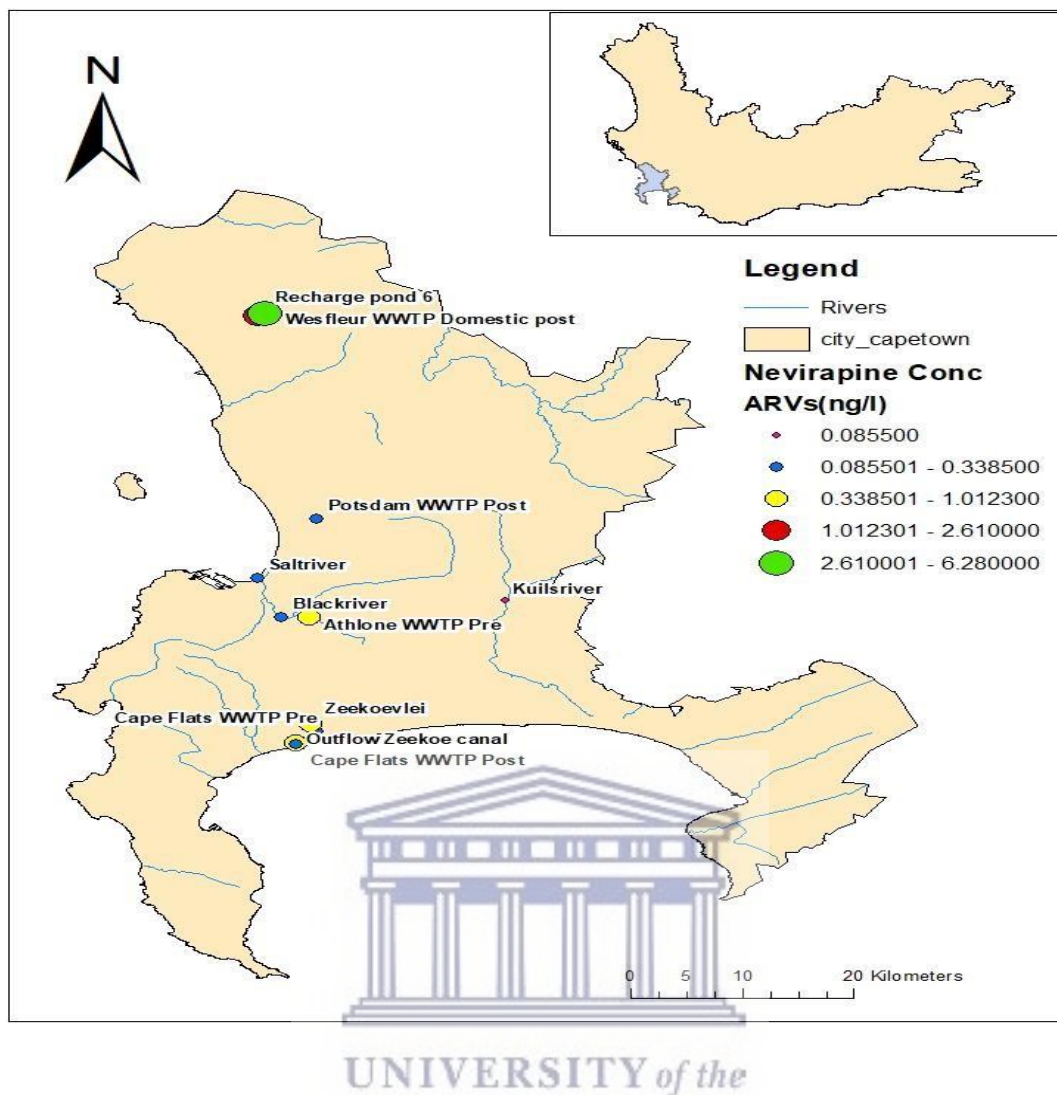 N
Legend
Rivers
city_capetown
Nevirapine Conc
ARVs(ng/l)
0.085500
0.085501 - 0.338500
0.338501 - 1.012300
1.012301 - 2.610000
2.610001 - 6.280000
Recharge pond 6
Wesfleur WWTP Domestic post
Potsdam WWTP Post
Saltriver
Kuilsriver
Blackriver
Athlone WWTP Pre
Zeekoevlei
Cape Flats WWTP Pre
Outflow Zeekoe canal
Cape Flats WWTP Post
0 5 10 20 Kilometers
UNIVERSITY of the